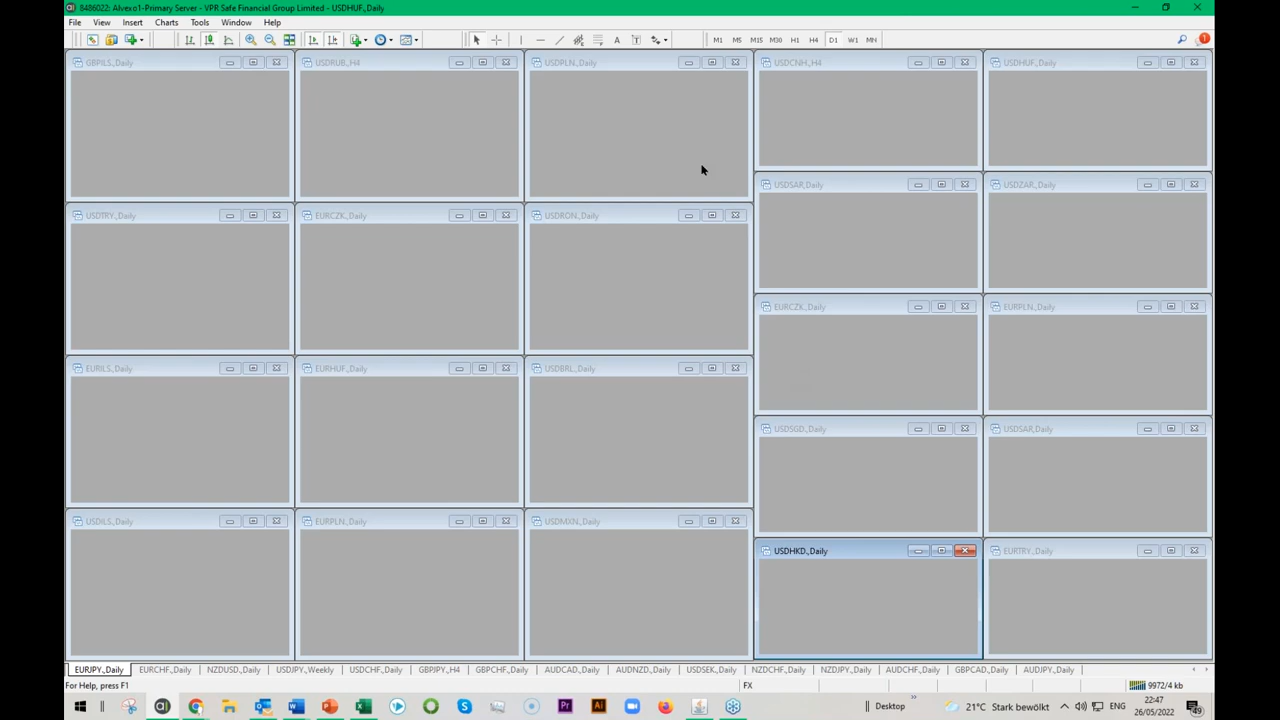 8486022: Alvexo1-Primary Server - VPR Safe Financial Group Limited - USDHUF.,Daily
File View Insert Charts Tools Window Help
M1 M5 M15 M30 H1 H4 D1 W1 MN 1
GBPILS.,Daily USDRUB.,H4 USDPLN.,Daily USDCNH.,H4 USDHUF.,Daily
USDSAR,Daily USDZAR.,Daily
USDTRY.,Daily EURCZK.,Daily USDRON.,Daily
EURCZK.,Daily EURPLN.,Daily
EURILS.,Daily EURHUF.,Daily USDBRL.,Daily
USDSGD.,Daily USDSAR,Daily
USDILS.,Daily EURPLN.,Daily USDMXN.,Daily
USDHKD.,Daily EURTRY.,Daily
EURJPY.,Daily EURCHF.,Daily NZDUSD.,Daily USDJPY.,Weekly USDCHF.,Daily GBPJPY.,H4 GBPCHF.,Daily AUDCAD.,Daily AUDNZD.,Daily USDSEK.,Daily NZDCHF.,Daily NZDJPY.,Daily AUDCHF.,Daily GBPCAD.,Daily AUDJPY.,Daily
For Help, press F1 FX 9972/4 kb
Desktop 21°C Stark bewölkt ENG 22:47 26/05/2022 49